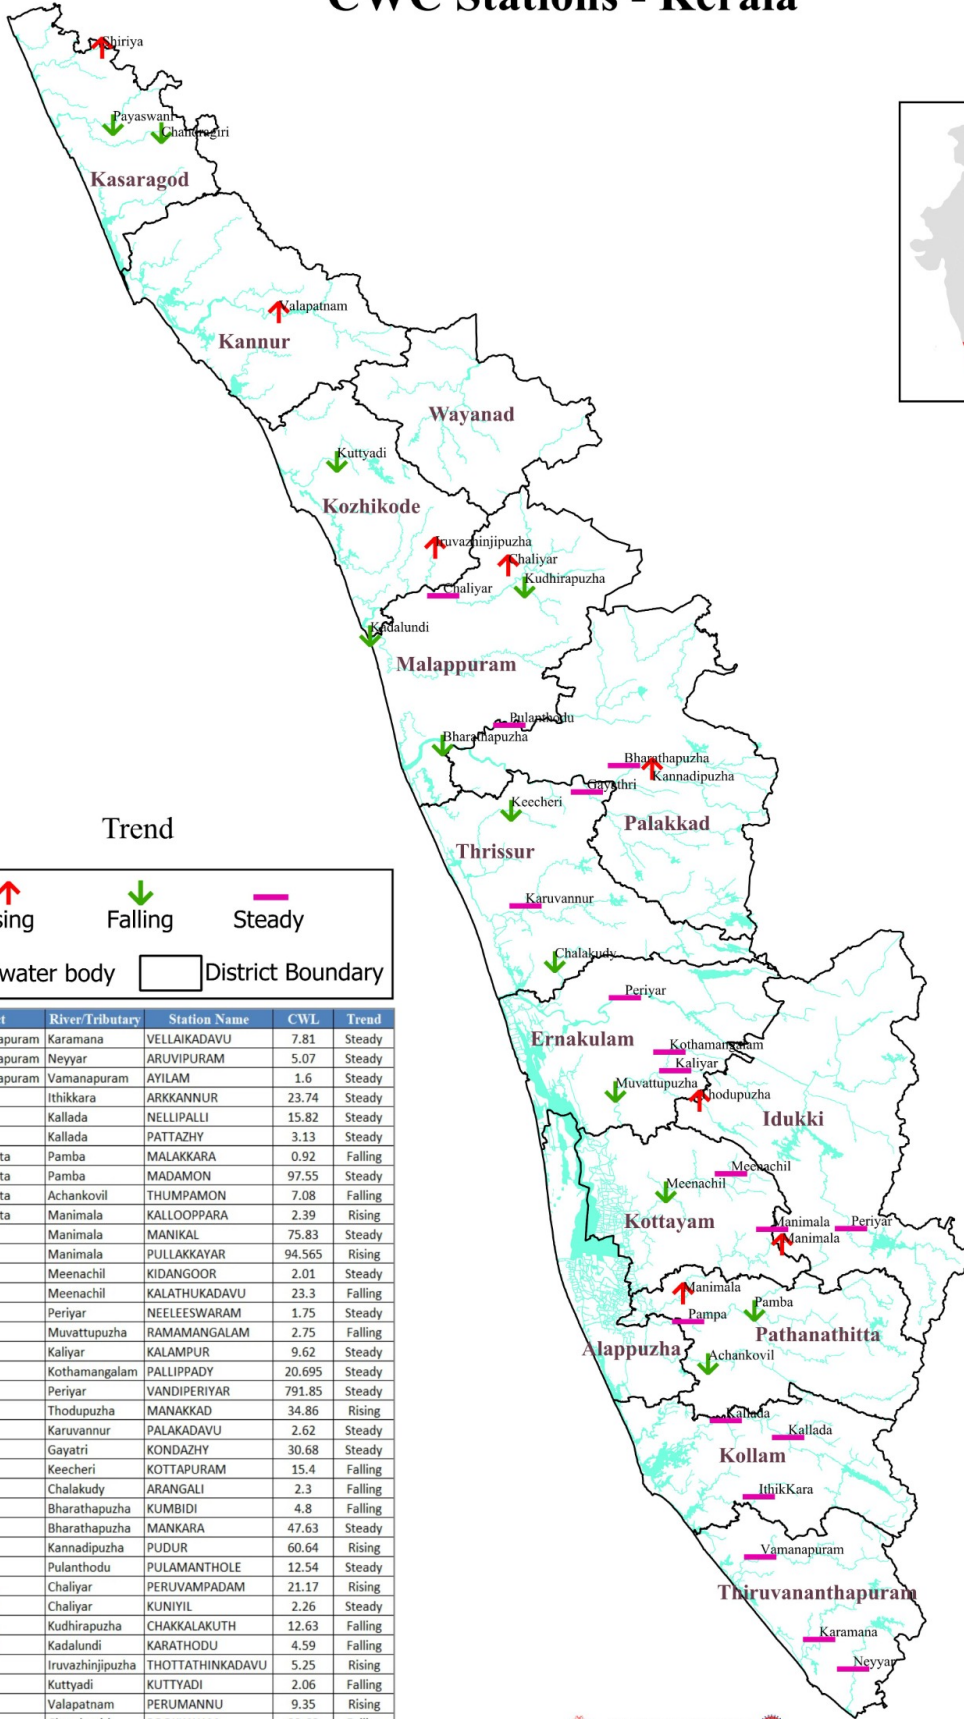 CWC Stations - Kerala
Shiriya
Payaswani
Chandragiri
Kasaragod
Valapatnam
Kannur
Wayanad
Kuttyadi
Kozhikode
Iruvazhinjipuzha
Chaliyar
Kudhirapuzha
Chaliyar
Kadalundi
Malappuram
Pulanthodu
Bharathapuzha
Bharathapuzha
Kannadipuzha
Gayathri
Keecheri
Palakkad
Thrissur
Karuvannur
Chalakudy
Periyar
Ernakulam
Kothamangalam
Kaliyar
Muvattupuzha
Thodupuzha
Idukki
Meenachil
Meenachil
Kottayam
Manimala
Periyar
Manimala
Manimala
Pamba
Pampa
Pathanathitta
Alappuzha
Achankovil
Kallada
Kallada
Kollam
IthikKara
Vamanapuram
Thiruvananthapuram
Karamana
Neyyar
Trend
sing Falling Steady
water body District Boundary
ct River/Tributary Station Name CWL Trend
apuram Karamana VELLAIKADAVU 7.81 Steady
apuram Neyyar ARUVIPURAM 5.07 Steady
apuram Vamanapuram AYILAM 1.6 Steady
Ithikkara ARKKANNUR 23.74 Steady
Kallada NELLIPALLI 15.82 Steady
Kallada PATTAZHY 3.13 Steady
ta Pamba MALAKKARA 0.92 Falling
ta Pamba MADAMON 97.55 Steady
ta Achankovil THUMPAMON 7.08 Falling
ta Manimala KALLOOPPARA 2.39 Rising
Manimala MANIKAL 75.83 Steady
Manimala PULLAKKAYAR 94.565 Rising
Meenachil KIDANGOOR 2.01 Steady
Meenachil KALATHUKADAVU 23.3 Falling
Periyar NEELEESWARAM 1.75 Steady
Muvattupuzha RAMAMANGALAM 2.75 Falling
Kaliyar KALAMPUR 9.62 Steady
Kothamangalam PALLIPPADY 20.695 Steady
Periyar VANDIPERIYAR 791.85 Steady
Thodupuzha MANAKKAD 34.86 Rising
Karuvannur PALAKADAVU 2.62 Steady
Gayatri KONDAZHY 30.68 Steady
Keecheri KOTTAPURAM 15.4 Falling
Chalakudy ARANGALI 2.3 Falling
Bharathapuzha KUMBIDI 4.8 Falling
Bharathapuzha MANKARA 47.63 Steady
Kannadipuzha PUDUR 60.64 Rising
Pulanthodu PULAMANTHOLE 12.54 Steady
Chaliyar PERUVAMPADAM 21.17 Rising
Chaliyar KUNIYIL 2.26 Steady
Kudhirapuzha CHAKKALAKUTH 12.63 Falling
Kadalundi KARATHODU 4.59 Falling
Iruvazhinjipuzha THOTTATHINKADAVU 5.25 Rising
Kuttyadi KUTTYADI 2.06 Falling
Valapatnam PERUMANNU 9.35 Rising